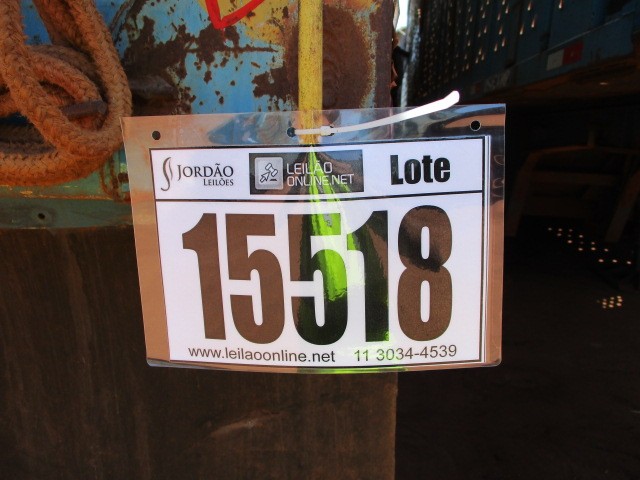 JORDÃO
LEILÕES
LEILÃO
ONLINE.NET
Lote
15518
www.leilaoonline.net 11 3034-4539